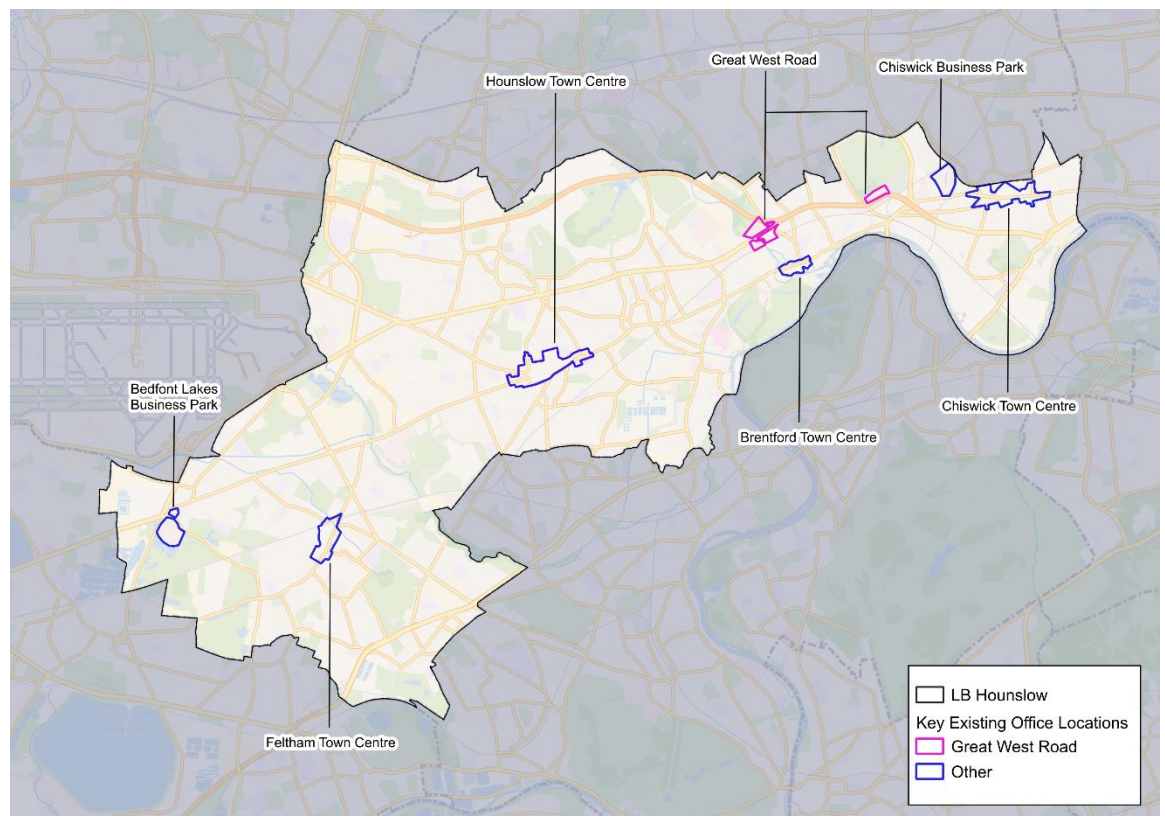 Great West Road
Chiswick Business Park
Hounslow Town Centre
Bedfont Lakes
Business Park
Chiswick Town Centre
Brentford Town Centre
Feltham Town Centre
LB Hounslow
Key Existing Office Locations
Great West Road
Other